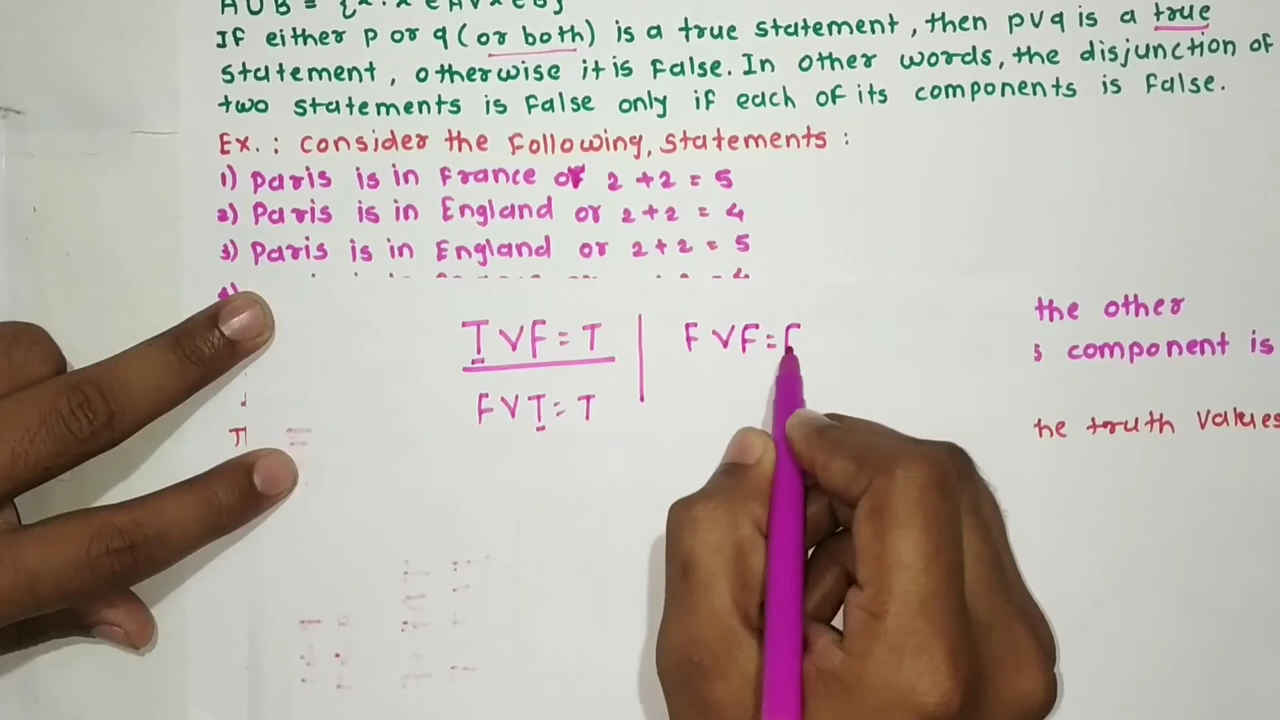 A U B = {x : x ∈ A V x ∈ B}
If either p or q (or both) is a true statement, then pvq is a true
statement, otherwise it is false. In other words, the disjunction of
two statements is false only if each of its components is false.
Ex.: consider the following, statements :
1) Paris is in France or 2 + 2 = 5
2) Paris is in England or 2 + 2 = 4
3) Paris is in England or 2 + 2 = 5
the other
component is
T V F = T
F V T = T
F V F = F
he truth values